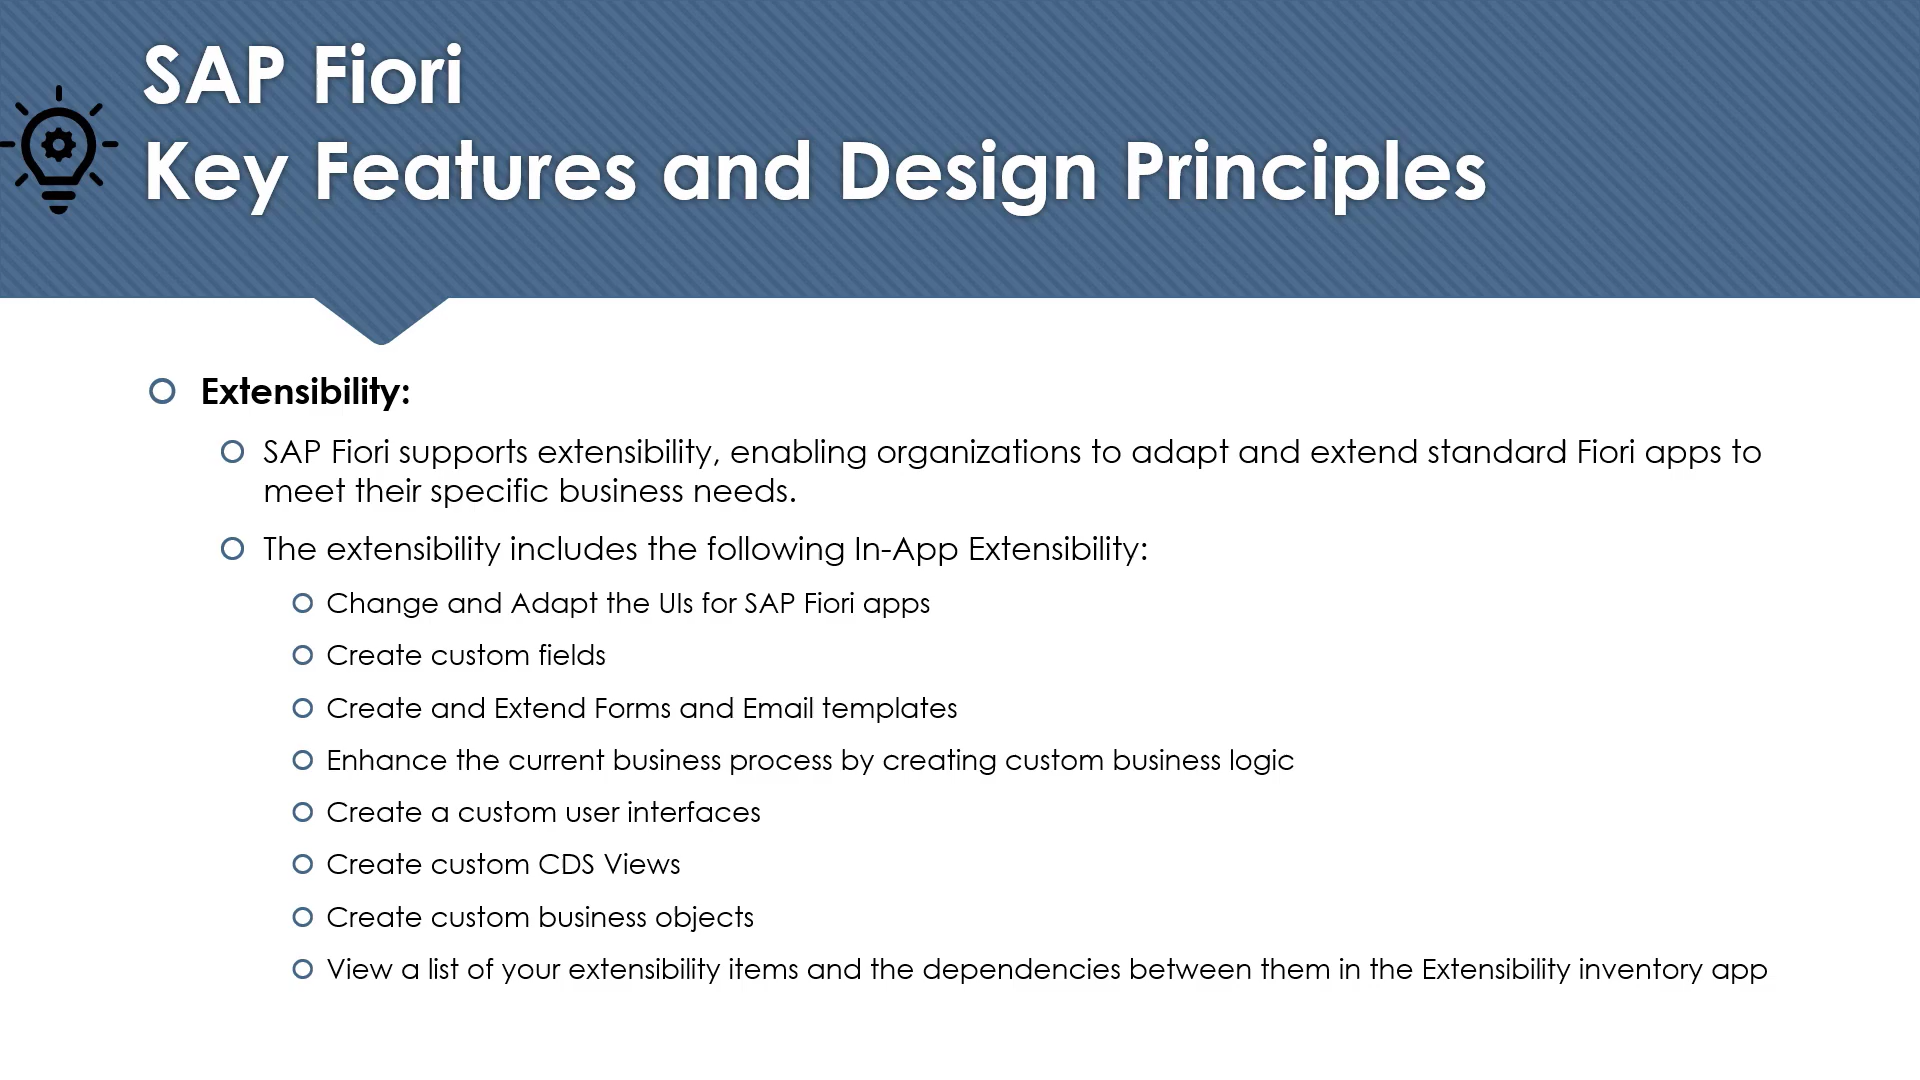 SAP Fiori
Key Features and Design Principles
Extensibility:
SAP Fiori supports extensibility, enabling organizations to adapt and extend standard Fiori apps to
meet their specific business needs.
The extensibility includes the following In-App Extensibility:
Change and Adapt the UIs for SAP Fiori apps
Create custom fields
Create and Extend Forms and Email templates
Enhance the current business process by creating custom business logic
Create a custom user interfaces
Create custom CDS Views
Create custom business objects
View a list of your extensibility items and the dependencies between them in the Extensibility inventory app